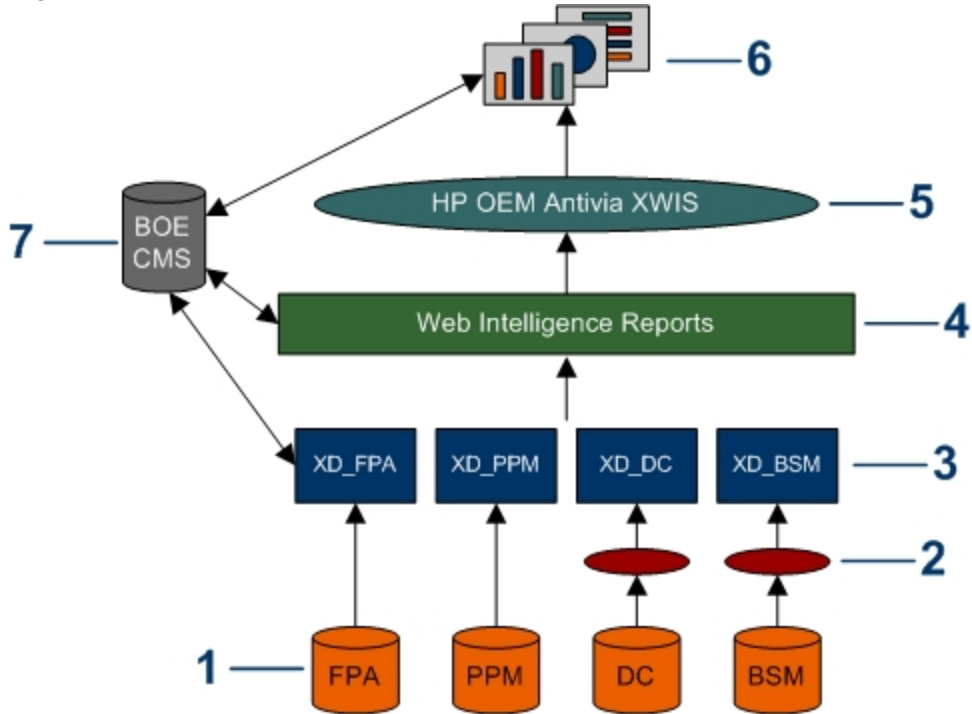 6
HP OEM Antivia XWIS
5
7
BOE
CMS
Web Intelligence Reports
4
XD_FPA
XD_PPM
XD_DC
XD_BSM
3
2
1
FPA
PPM
DC
BSM